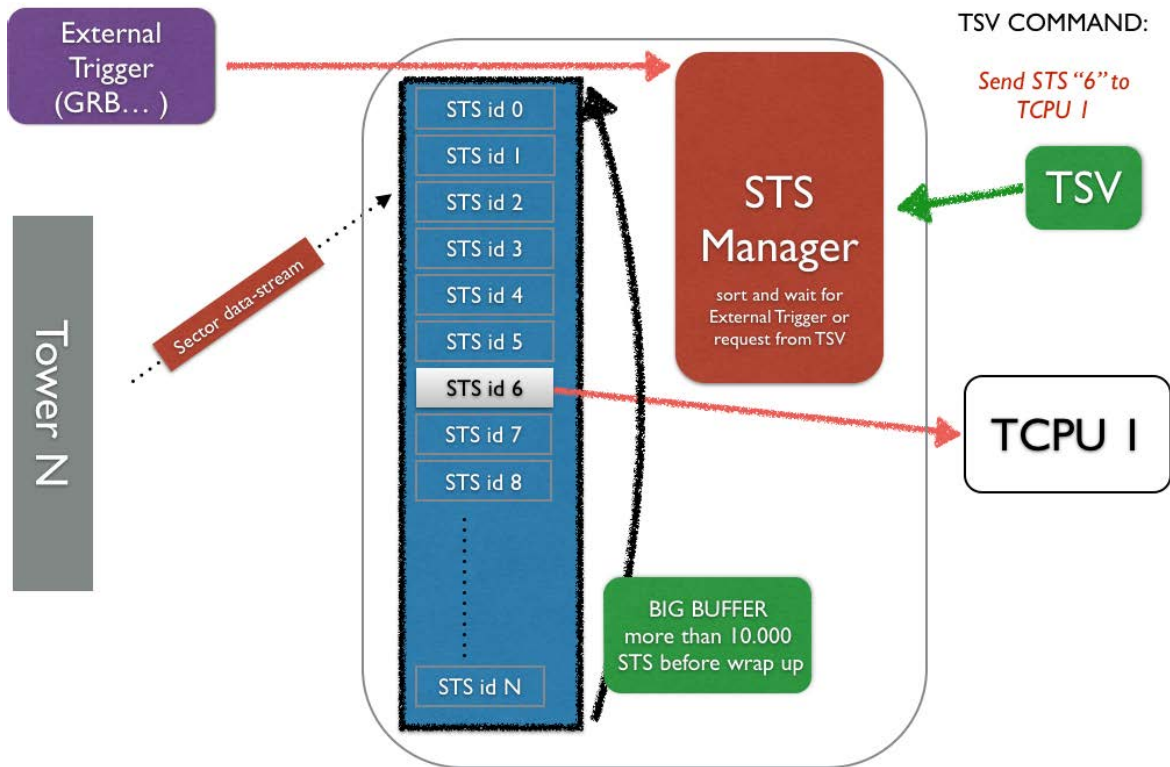 External
Trigger
(GRB... )
TSV COMMAND:
Send STS “6” to
TCPU 1
STS id 0
STS id 1
STS id 2
STS id 3
STS id 4
STS id 5
STS id 6
STS id 7
STS id 8
STS id N
STS
Manager
sort and wait for
External Trigger or
request from TSV
TSV
Tower N
Sector data-stream
TCPU 1
BIG BUFFER
more than 10.000
STS before wrap up